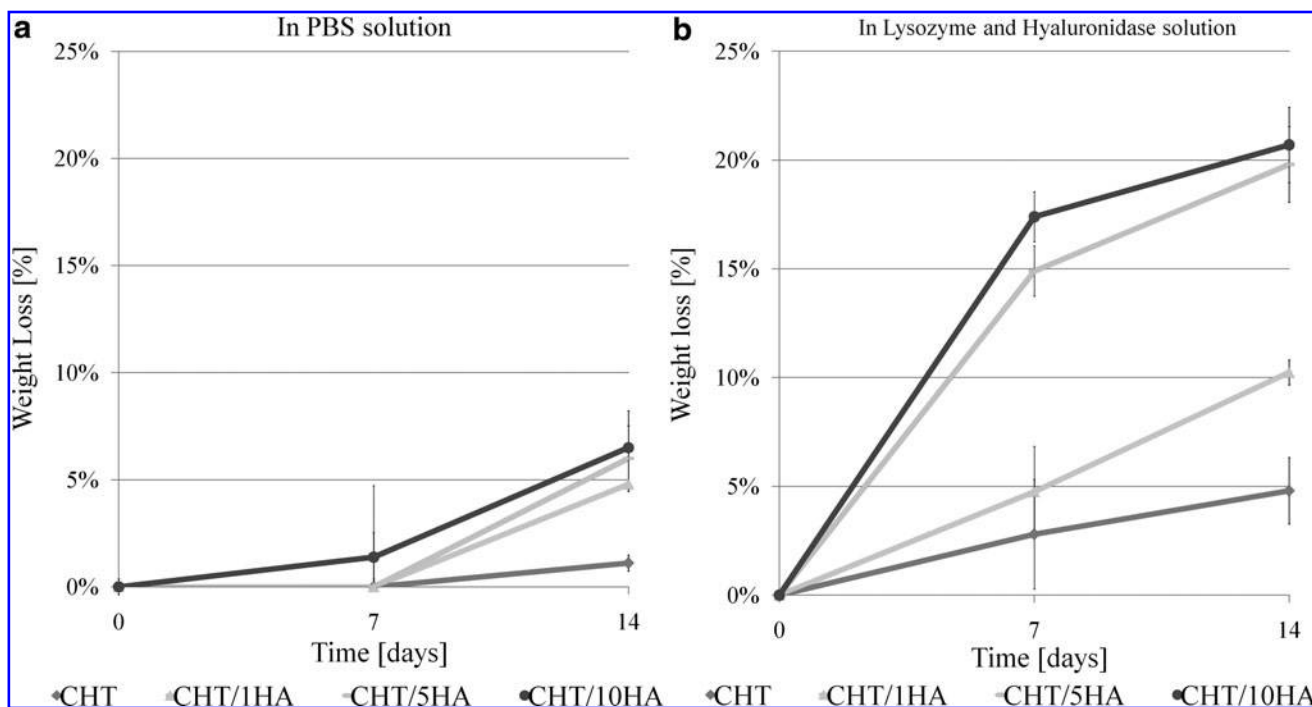 a
In PBS solution
25%
20%
15%
10%
5%
0%
Weight Loss [%]
0 7 14
Time [days]
CHT CHT/1HA CHT/5HA CHT/10HA
b
In Lysozyme and Hyaluronidase solution
25%
20%
15%
10%
5%
0%
Weight loss [%]
0 7 14
Time [days]
CHT CHT/1HA CHT/5HA CHT/10HA